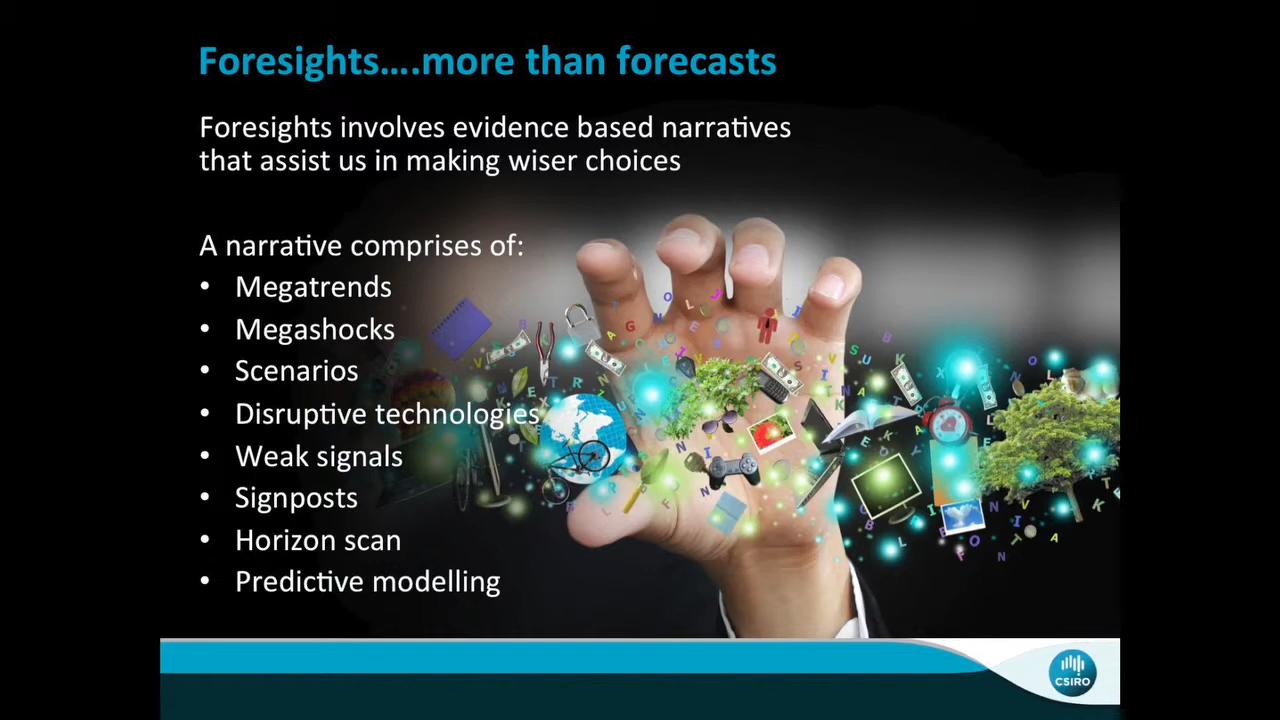 Foresights….more than forecasts
Foresights involves evidence based narratives
that assist us in making wiser choices
A narrative comprises of:
• Megatrends
• Megashocks
• Scenarios
• Disruptive technologies
• Weak signals
• Signposts
• Horizon scan
• Predictive modelling
CSIRO